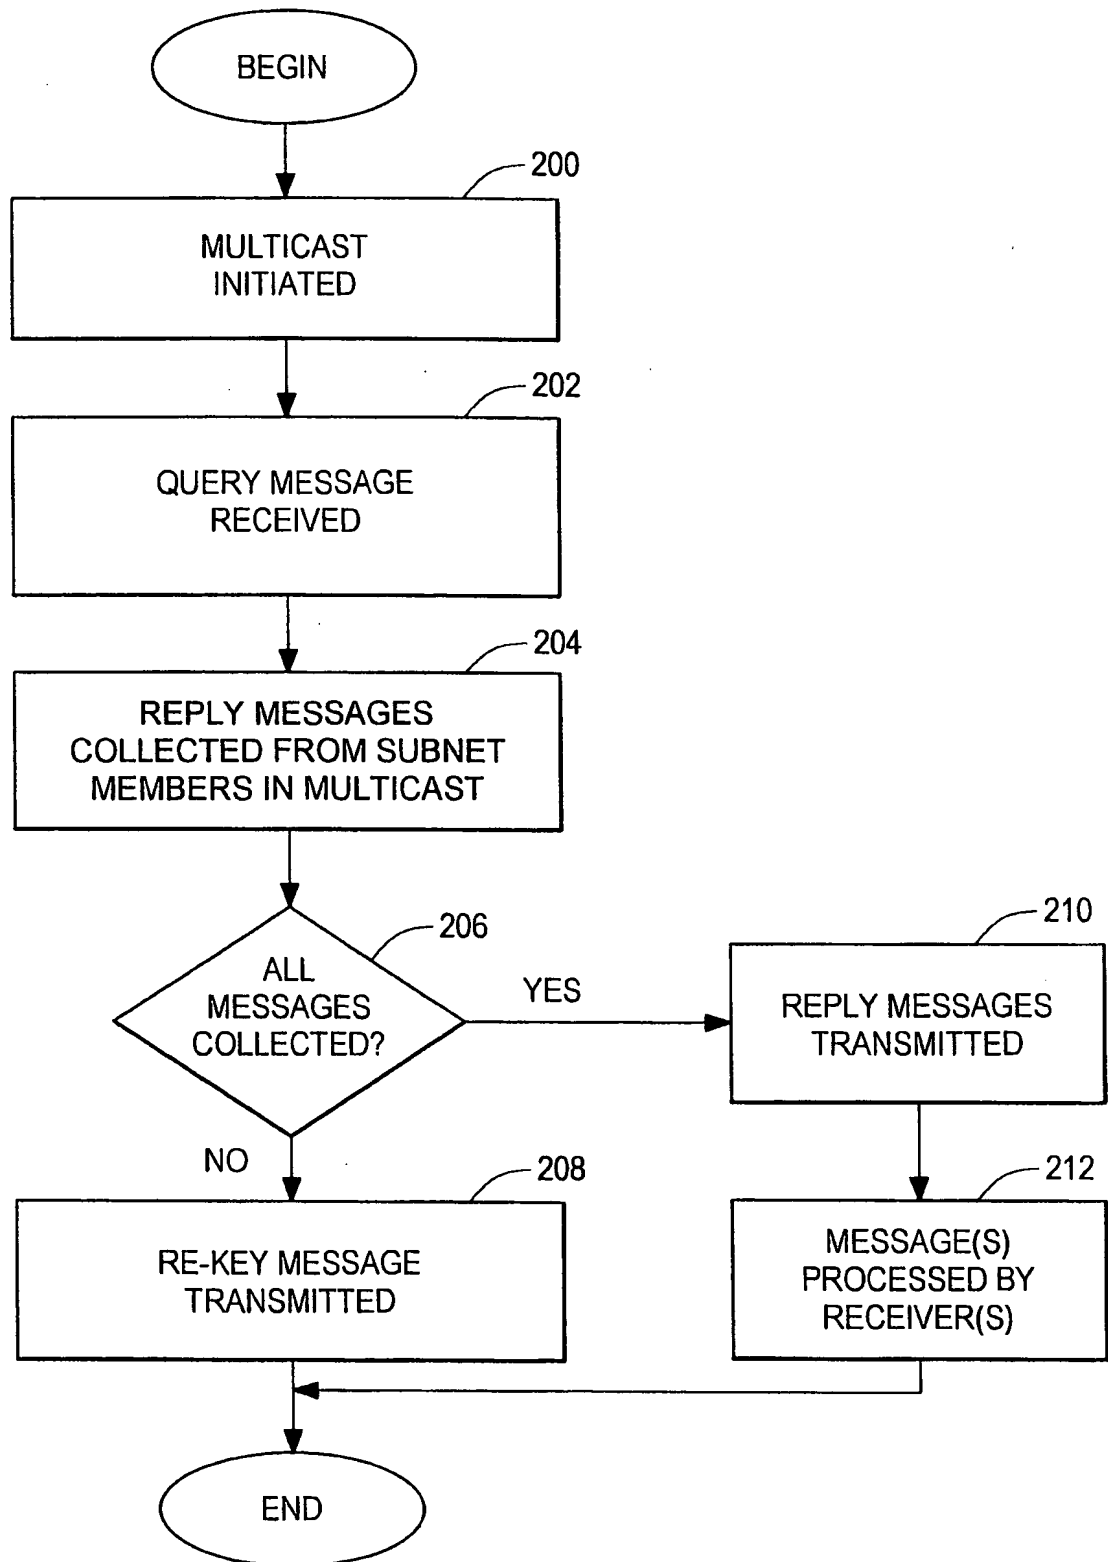 BEGIN
200
MULTICAST
INITIATED
202
QUERY MESSAGE
RECEIVED
204
REPLY MESSAGES
COLLECTED FROM SUBNET
MEMBERS IN MULTICAST
206
ALL
MESSAGES
COLLECTED?
YES
210
REPLY MESSAGES
TRANSMITTED
NO
208
RE-KEY MESSAGE
TRANSMITTED
212
MESSAGE(S)
PROCESSED BY
RECEIVER(S)
END